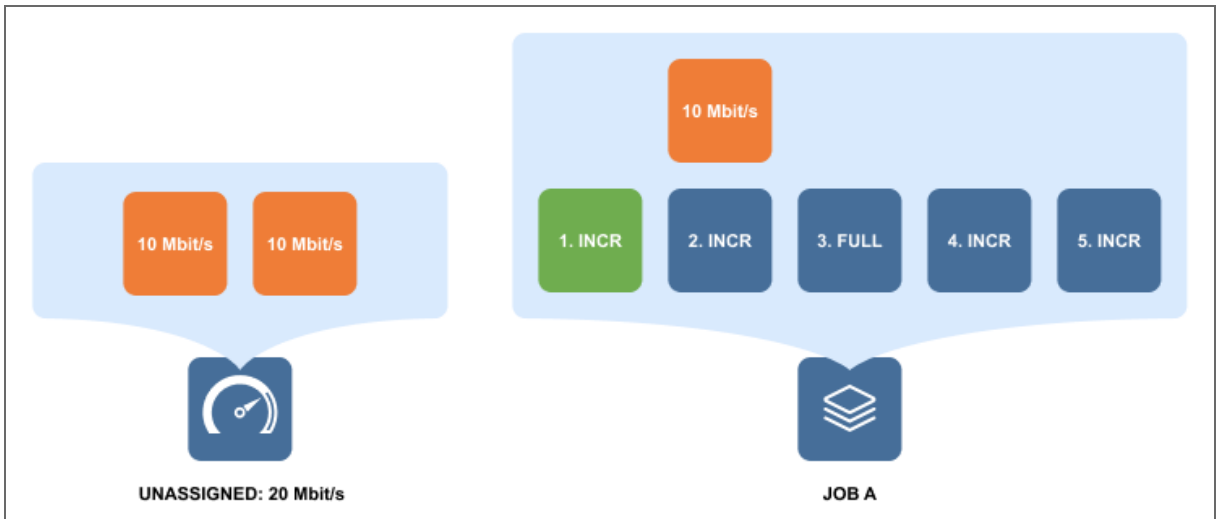 10 Mbit/s
10 Mbit/s 10 Mbit/s
1. INCR 2. INCR 3. FULL 4. INCR 5. INCR
UNASSIGNED: 20 Mbit/s
JOB A